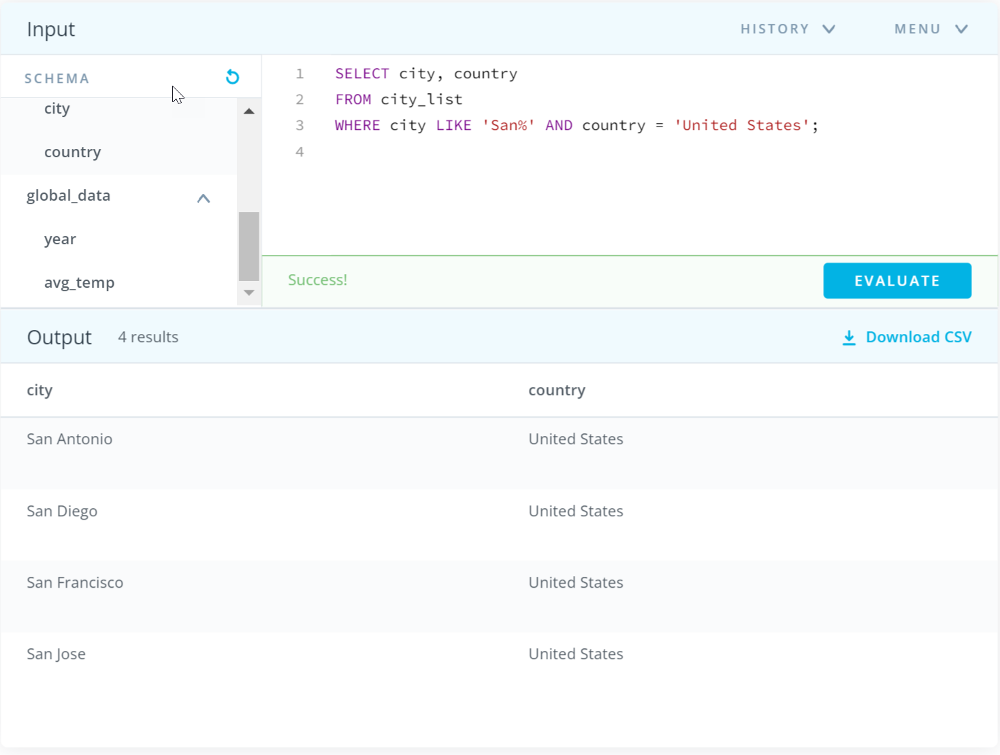 Input
HISTORY
MENU
SCHEMA
city
country
global_data
year
avg_temp
1 SELECT city, country
2 FROM city_list
3 WHERE city LIKE 'San%' AND country = 'United States';
4
Success!
EVALUATE
Output 4 results
Download CSV
city country
San Antonio United States
San Diego United States
San Francisco United States
San Jose United States